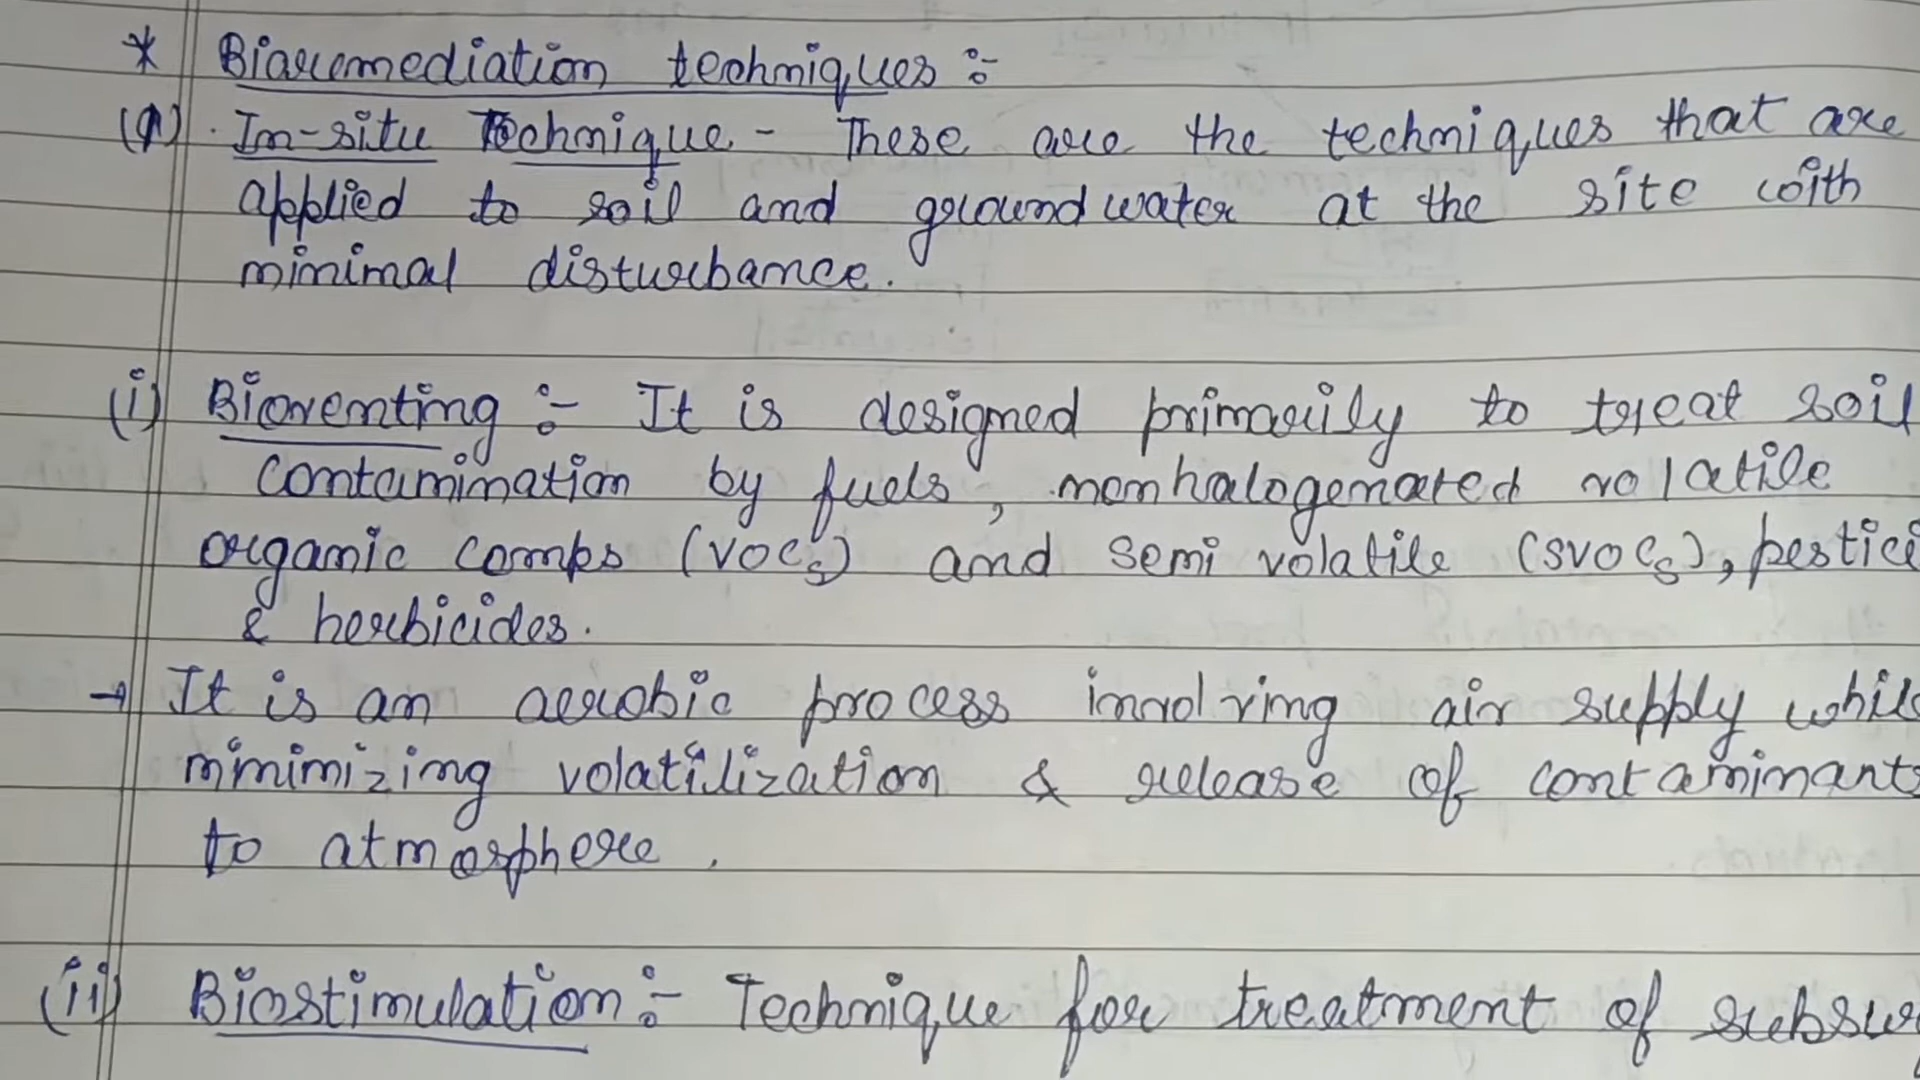 * Bioremediation techniques :-
(1) In-situ Technique - These are the techniques that are
applied to soil and groundwater at the site with
minimal disturbance.
(i) Bioventing :- It is designed primarily to treat soil
contamination by fuels, nonhalogenated volatile
organic comps (VOCs) and semi volatile (SVOCs), pestici
& herbicides.
→ It is an aerobic process involving air supply while
minimizing volatilization & release of contaminants
to atmosphere.
(ii) Biostimulation :- Technique for treatment of subsur